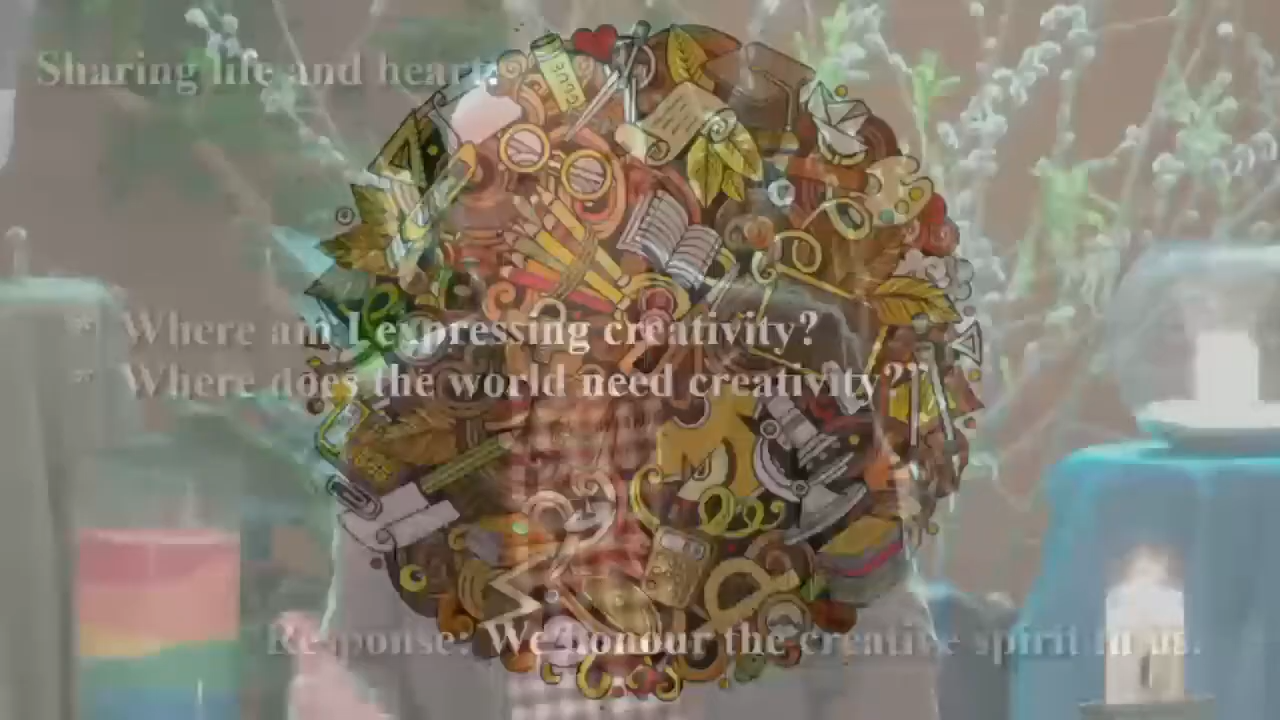 Sharing life and heart
* Where am I expressing creativity?
* Where does the world need creativity?”
Response: We honour the creative spirit in us.
GLUE